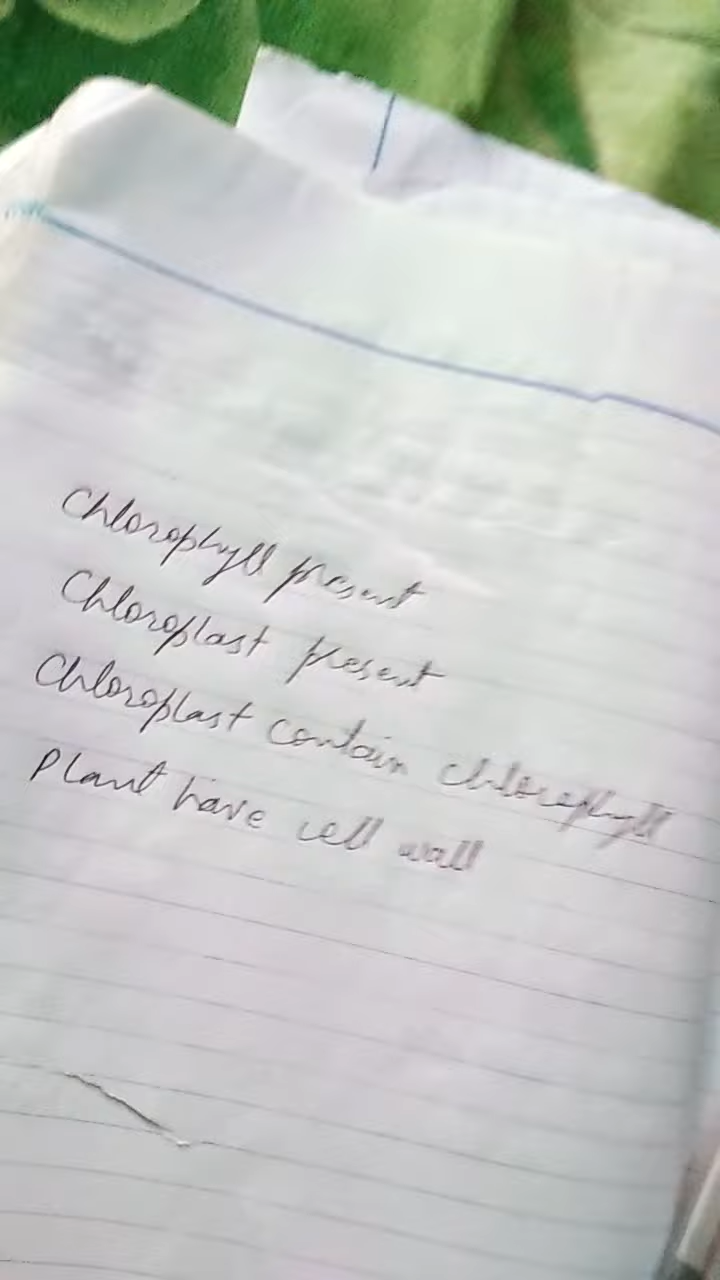 Chlorophyll present
Chloroplast present
Chloroplast contain chlorophyll
Plant have cell wall